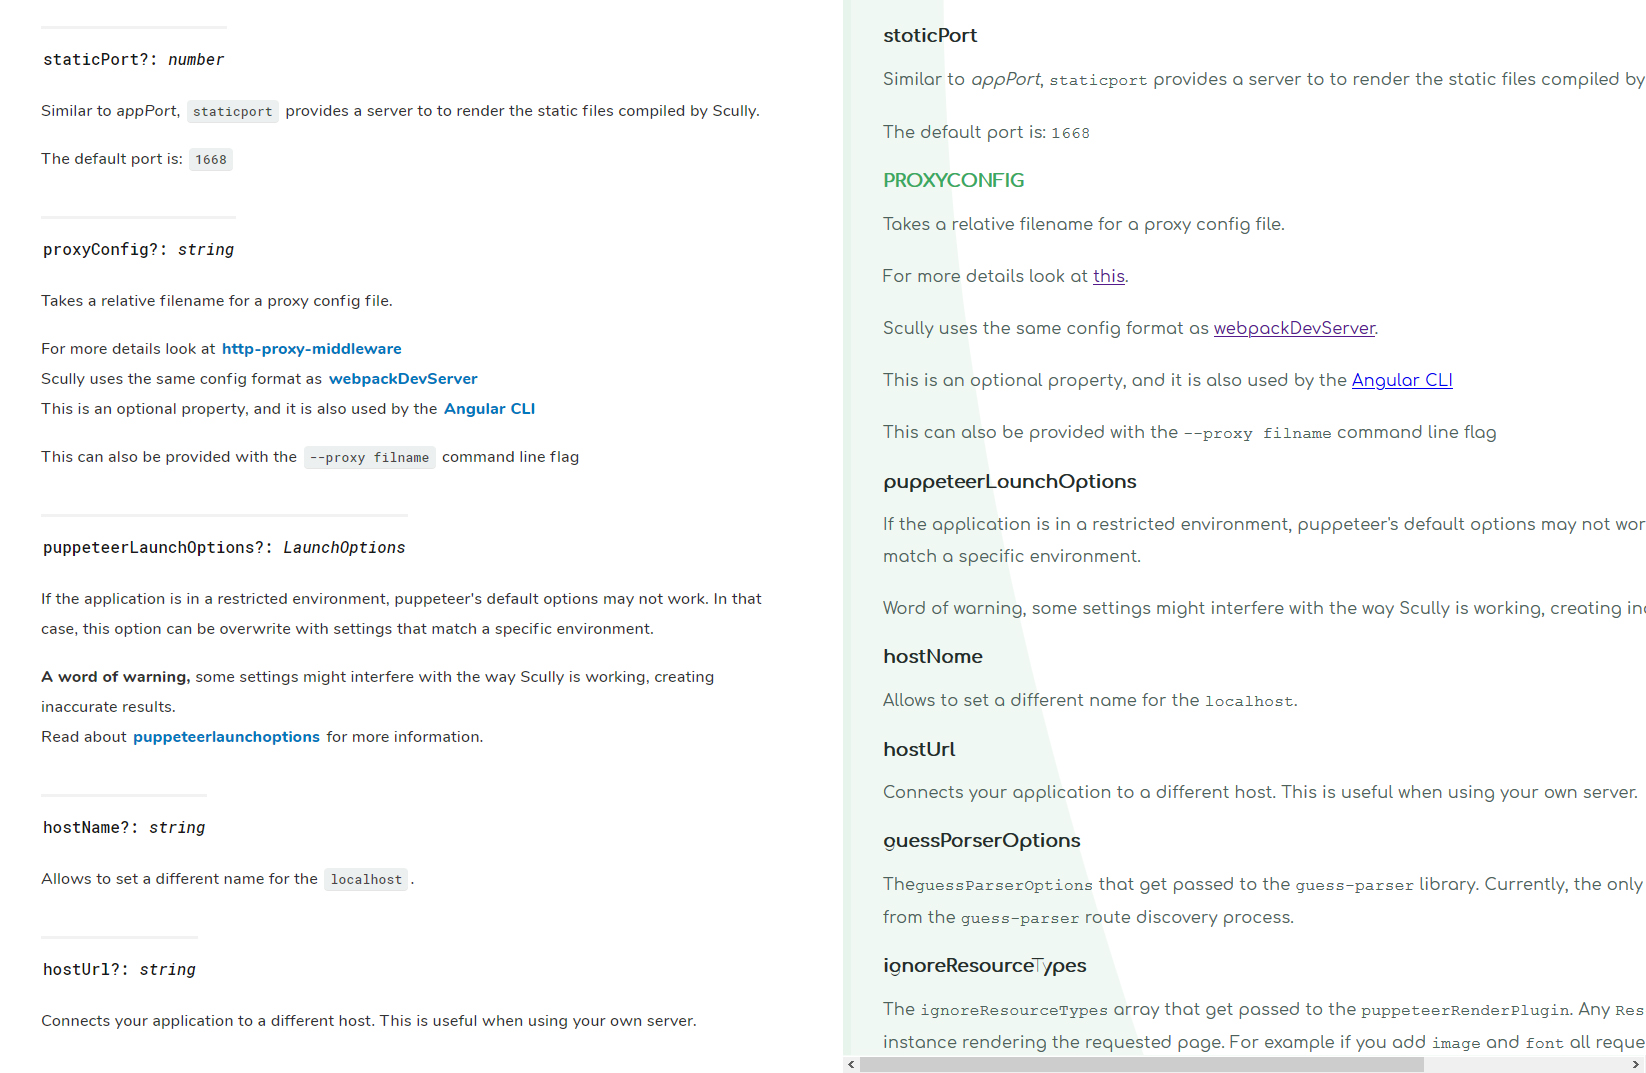 staticPort?: number
Similar to appPort, staticport provides a server to to render the static files compiled by Scully.
The default port is: 1668
proxyConfig?: string
Takes a relative filename for a proxy config file.
For more details look at http-proxy-middleware
Scully uses the same config format as webpackDevServer
This is an optional property, and it is also used by the Angular CLI
This can also be provided with the --proxy filname command line flag
puppeteerLaunchOptions?: LaunchOptions
If the application is in a restricted environment, puppeteer's default options may not work. In that
case, this option can be overwrite with settings that match a specific environment.
A word of warning, some settings might interfere with the way Scully is working, creating
inaccurate results.
Read about puppeteerlaunchoptions for more information.
hostName?: string
Allows to set a different name for the localhost.
hostUrl?: string
Connects your application to a different host. This is useful when using your own server.
staticPort
Similar to appPort, staticport provides a server to to render the static files compiled by
The default port is: 1668
PROXYCONFIG
Takes a relative filename for a proxy config file.
For more details look at this.
Scully uses the same config format as webpackDevServer.
This is an optional property, and it is also used by the Angular CLI
This can also be provided with the --proxy filname command line flag
puppeteerLaunchOptions
If the application is in a restricted environment, puppeteer's default options may not wor
match a specific environment.
Word of warning, some settings might interfere with the way Scully is working, creating
hostName
Allows to set a different name for the localhost.
hostUrl
Connects your application to a different host. This is useful when using your own server.
guessParserOptions
TheguessParserOptions that get passed to the guess-parser library. Currently, the only
from the guess-parser route discovery process.
ignoreResourceTypes
The ignoreResourceTypes array that get passed to the puppeteerRenderPlugin. Any Res
instance rendering the requested page. For example if you add image and font all reque